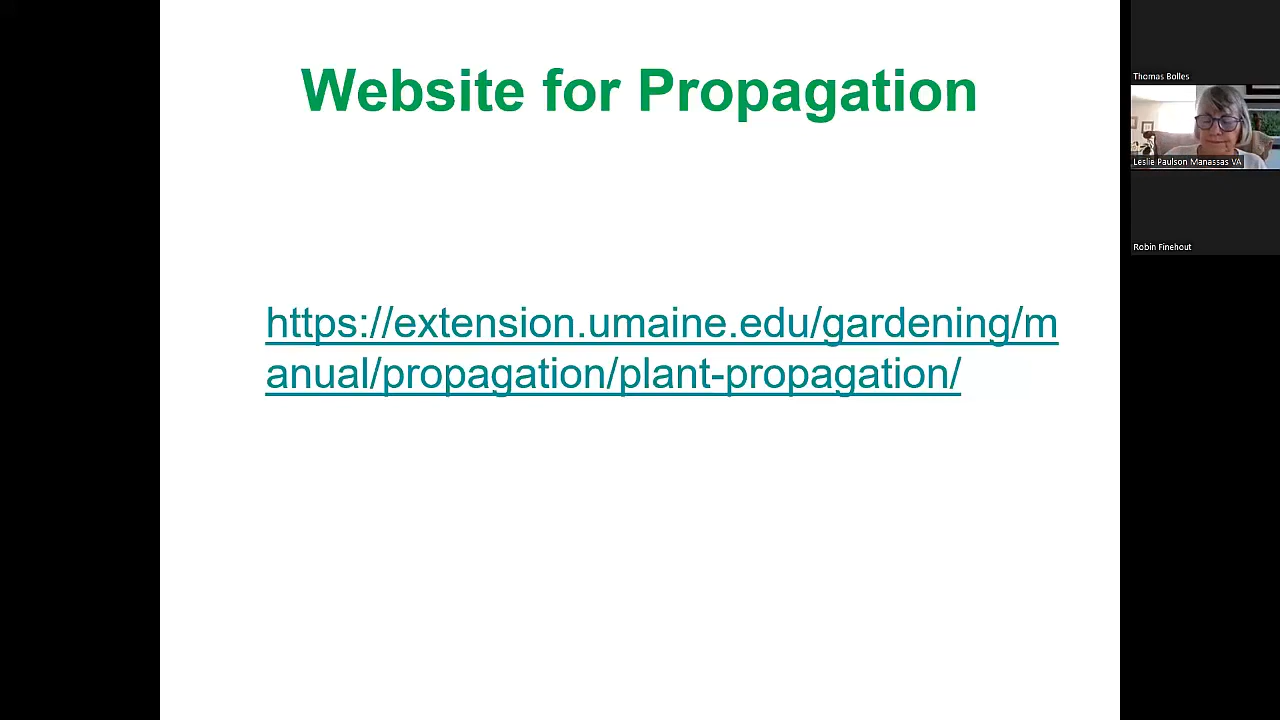 Website for Propagation
https://extension.umaine.edu/gardening/m
anual/propagation/plant-propagation/
Thomas Bolles
Leslie Paulson Manassas VA
Robin Finehout